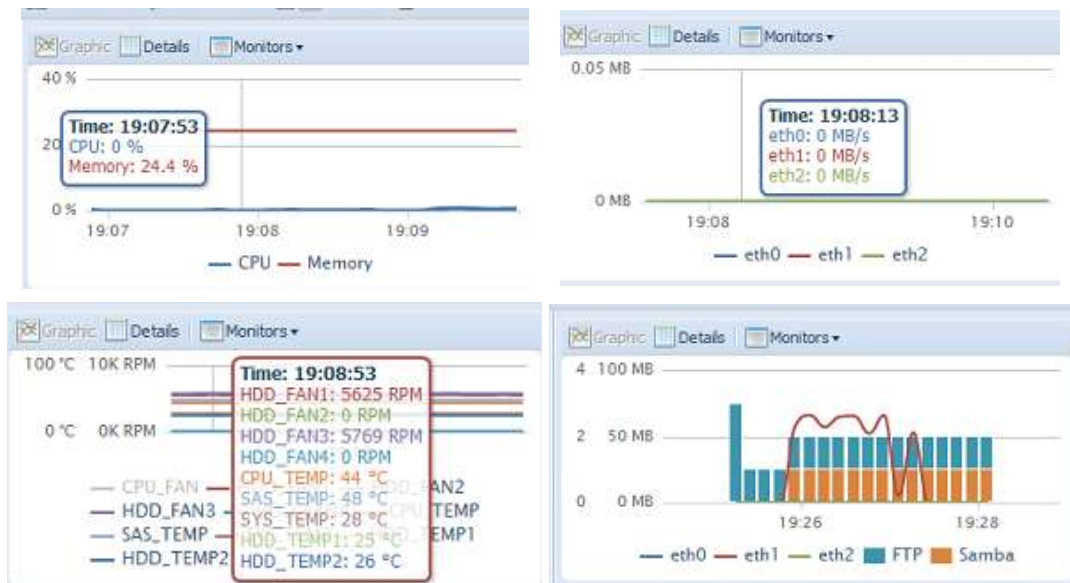 Graphic Details Monitors
40 %
Time: 19:07:53
20
CPU: 0 %
Memory: 24.4 %
0 %
19:07 19:08 19:09
CPU Memory
Graphic Details Monitors
0.05 MB
Time: 19:08:13
eth0: 0 MB/s
eth1: 0 MB/s
eth2: 0 MB/s
0 MB
19:08 19:10
eth0 eth1 eth2
Graphic Details Monitors
100 °C 10K RPM
Time: 19:08:53
HDD_FAN1: 5625 RPM
HDD_FAN2: 0 RPM
HDD_FAN3: 5769 RPM
0 °C 0K RPM
HDD_FAN4: 0 RPM
CPU_TEMP: 44 °C
SAS_TEMP: 48 °C
SYS_TEMP: 28 °C
HDD_TEMP1: 25 °C
HDD_TEMP2: 26 °C
CPU_FAN AN2
HDD_FAN3 TEMP
SAS_TEMP EMP1
HDD_TEMP2
Graphic Details Monitors
4 100 MB
2 50 MB
0 0 MB
19:26 19:28
eth0 eth1 eth2 FTP Samba